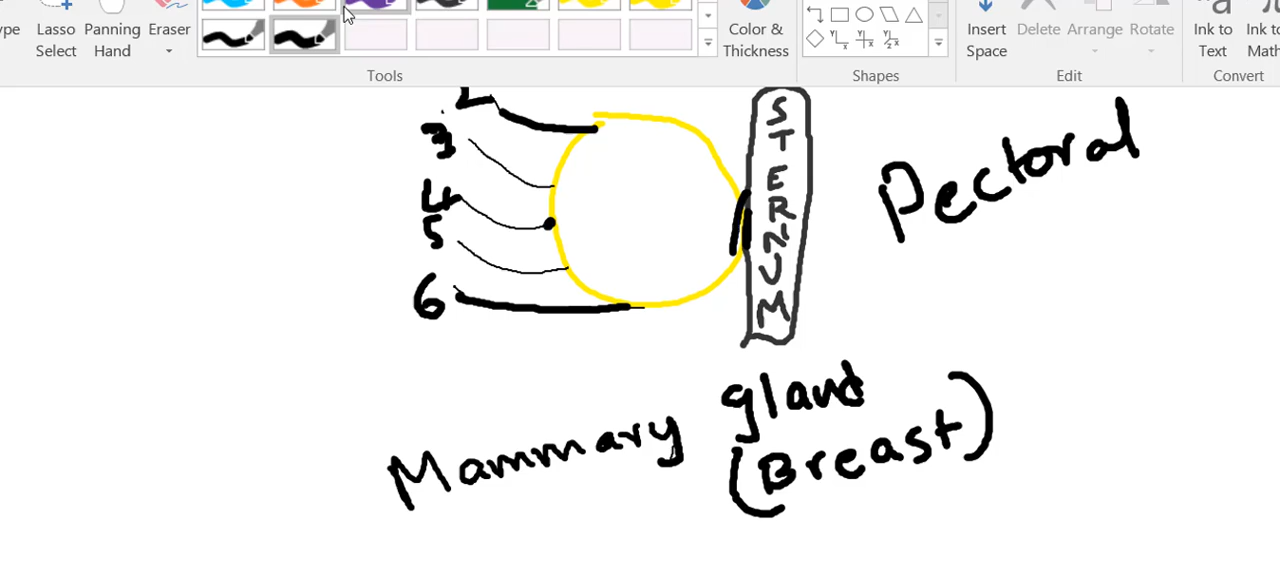 Lasso
Select
Panning
Hand
Eraser
Color &
Thickness
Insert
Space
Delete
Arrange
Rotate
Ink to
Text
Tools
Shapes
Edit
Convert
3
4
5
6
STERNUM
Pectoral
Mammary gland
(Breast)